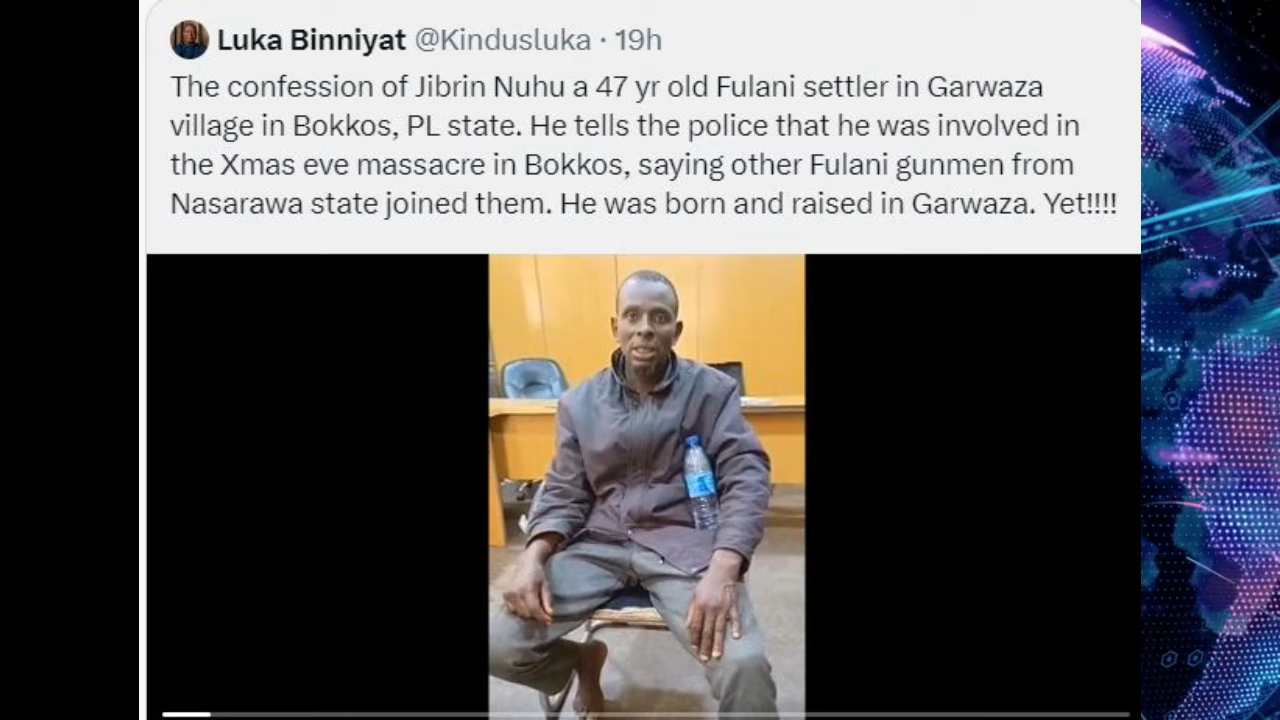 Luka Binniyat @Kindusluka · 19h
The confession of Jibrin Nuhu a 47 yr old Fulani settler in Garwaza
village in Bokkos, PL state. He tells the police that he was involved in
the Xmas eve massacre in Bokkos, saying other Fulani gunmen from
Nasarawa state joined them. He was born and raised in Garwaza. Yet!!!!